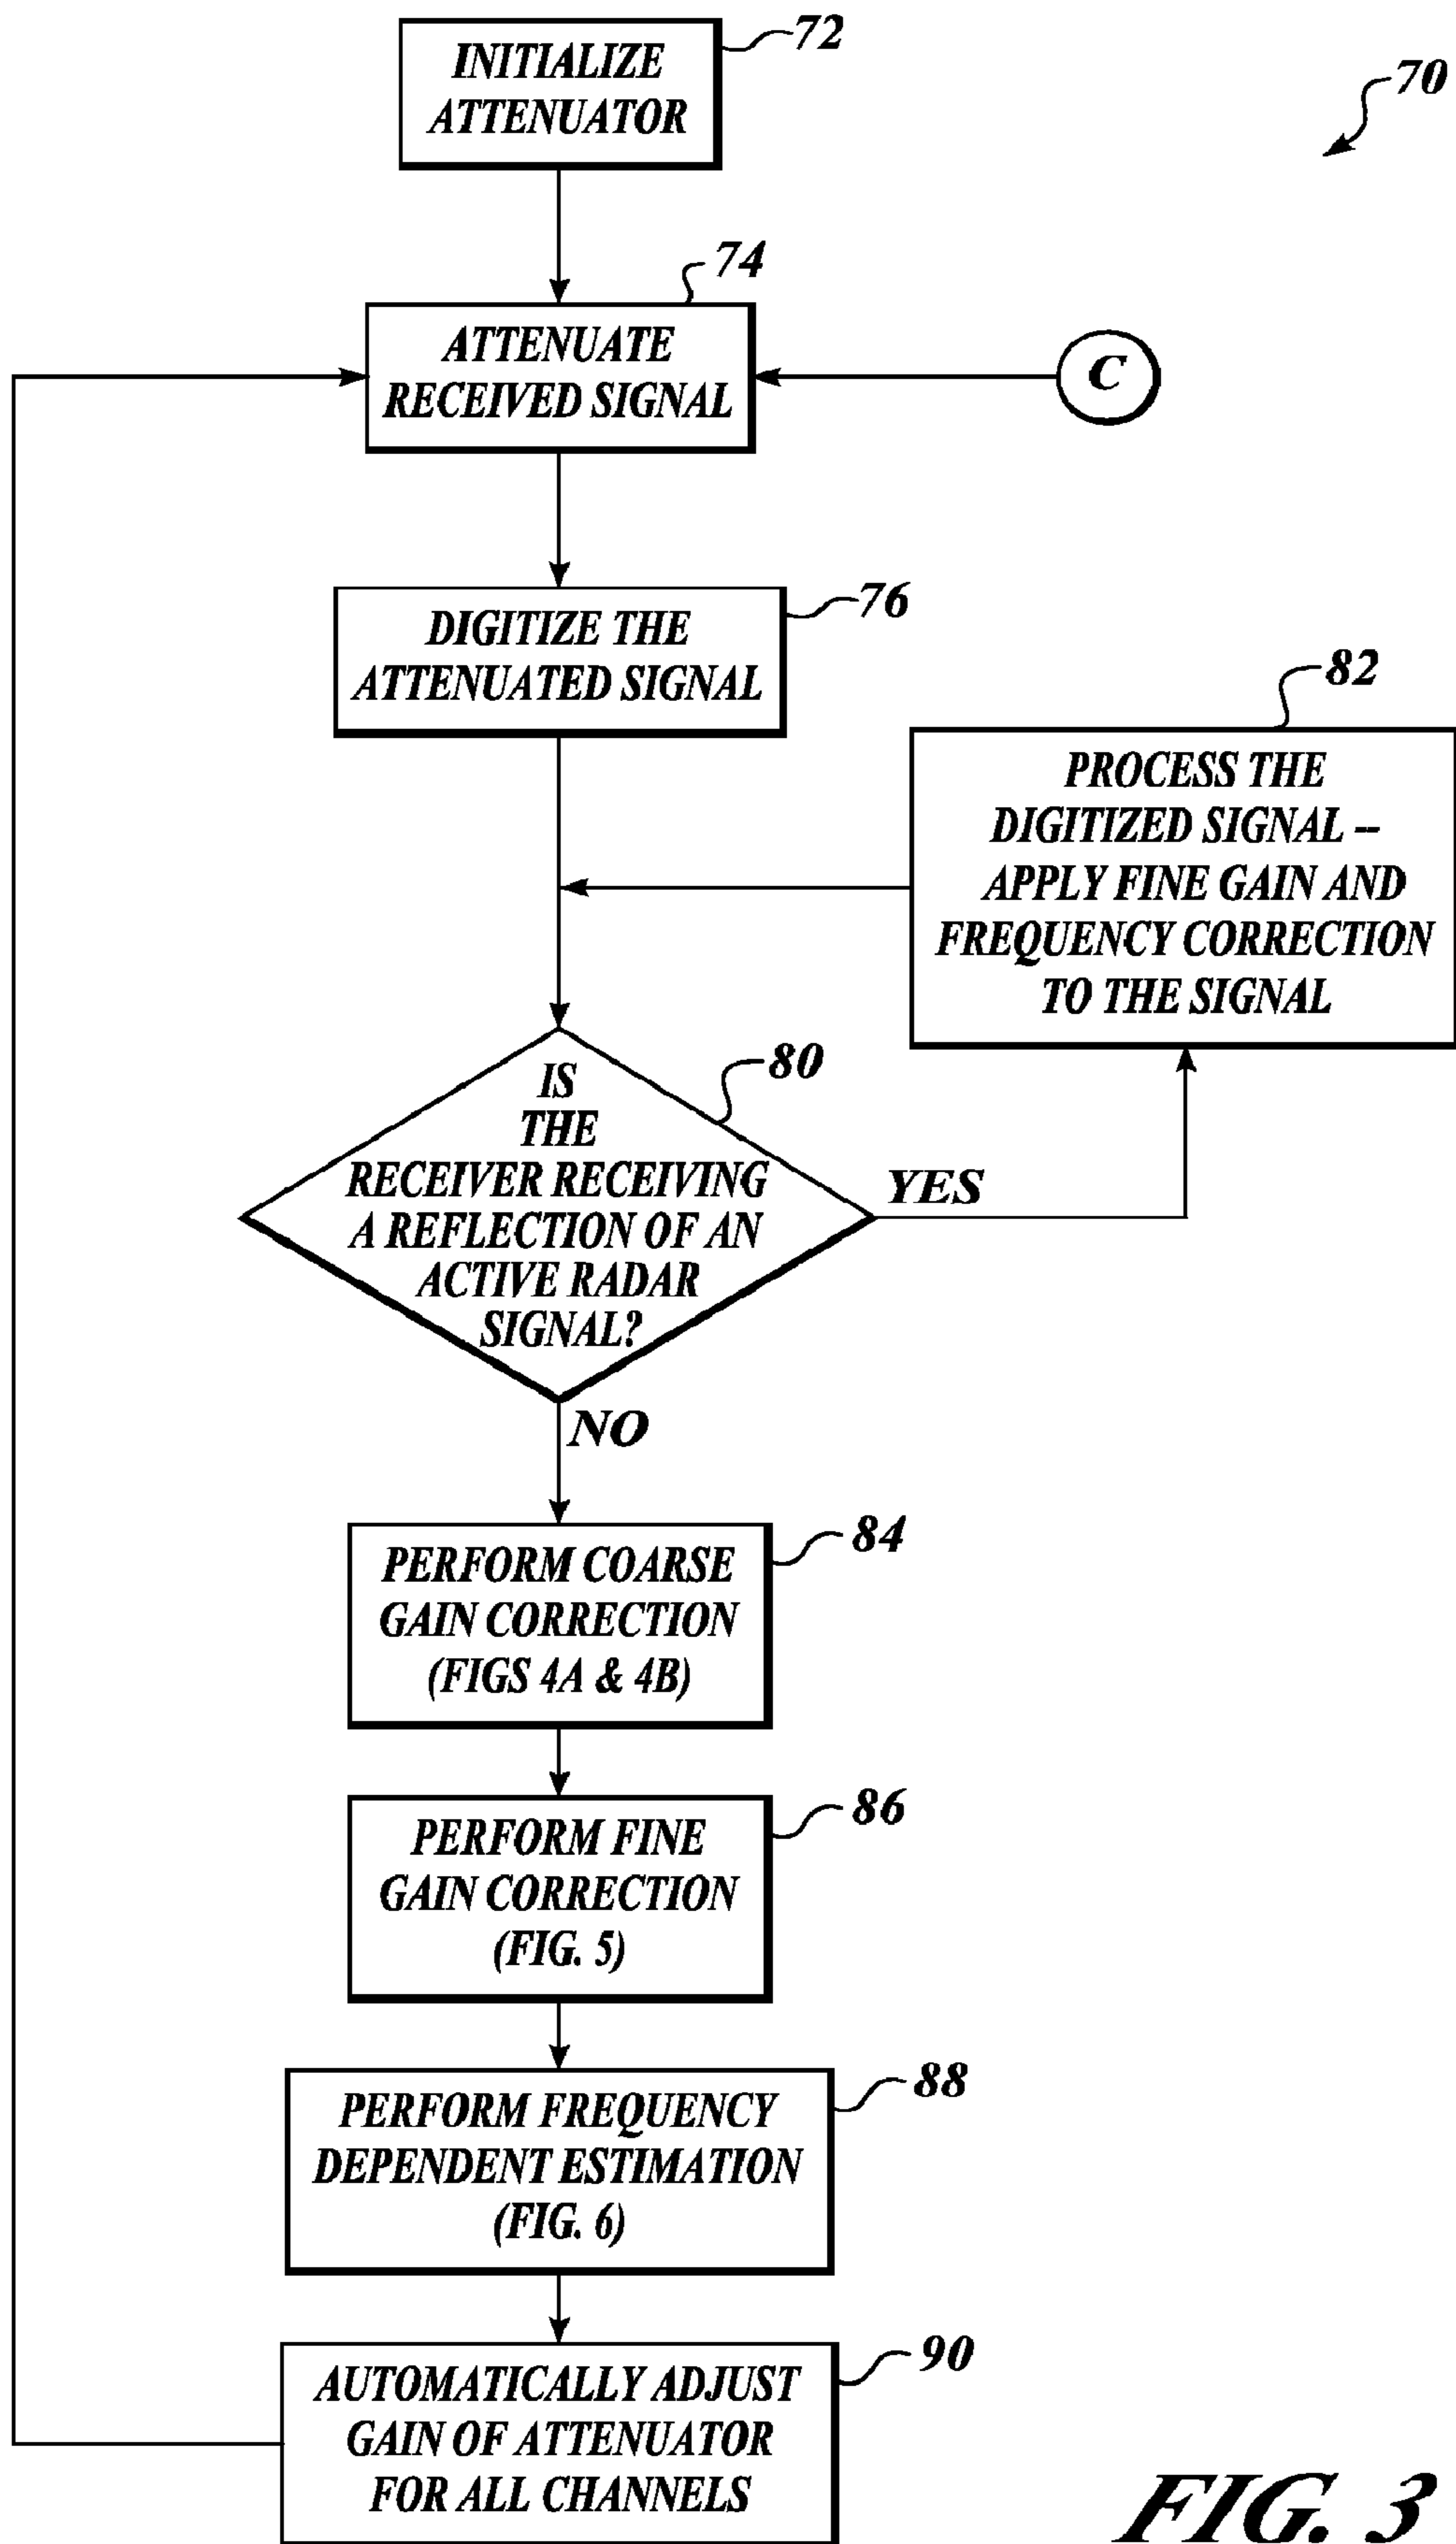 INITIALIZE
ATTENUATOR
72
70
74
ATTENUATE
RECEIVED SIGNAL
C
76
DIGITIZE THE
ATTENUATED SIGNAL
82
PROCESS THE
DIGITIZED SIGNAL --
APPLY FINE GAIN AND
FREQUENCY CORRECTION
TO THE SIGNAL
80
IS
THE
RECEIVER RECEIVING
A REFLECTION OF AN
ACTIVE RADAR
SIGNAL?
YES
NO
84
PERFORM COARSE
GAIN CORRECTION
(FIGS 4A & 4B)
86
PERFORM FINE
GAIN CORRECTION
(FIG. 5)
88
PERFORM FREQUENCY
DEPENDENT ESTIMATION
(FIG. 6)
90
AUTOMATICALLY ADJUST
GAIN OF ATTENUATOR
FOR ALL CHANNELS
FIG. 3